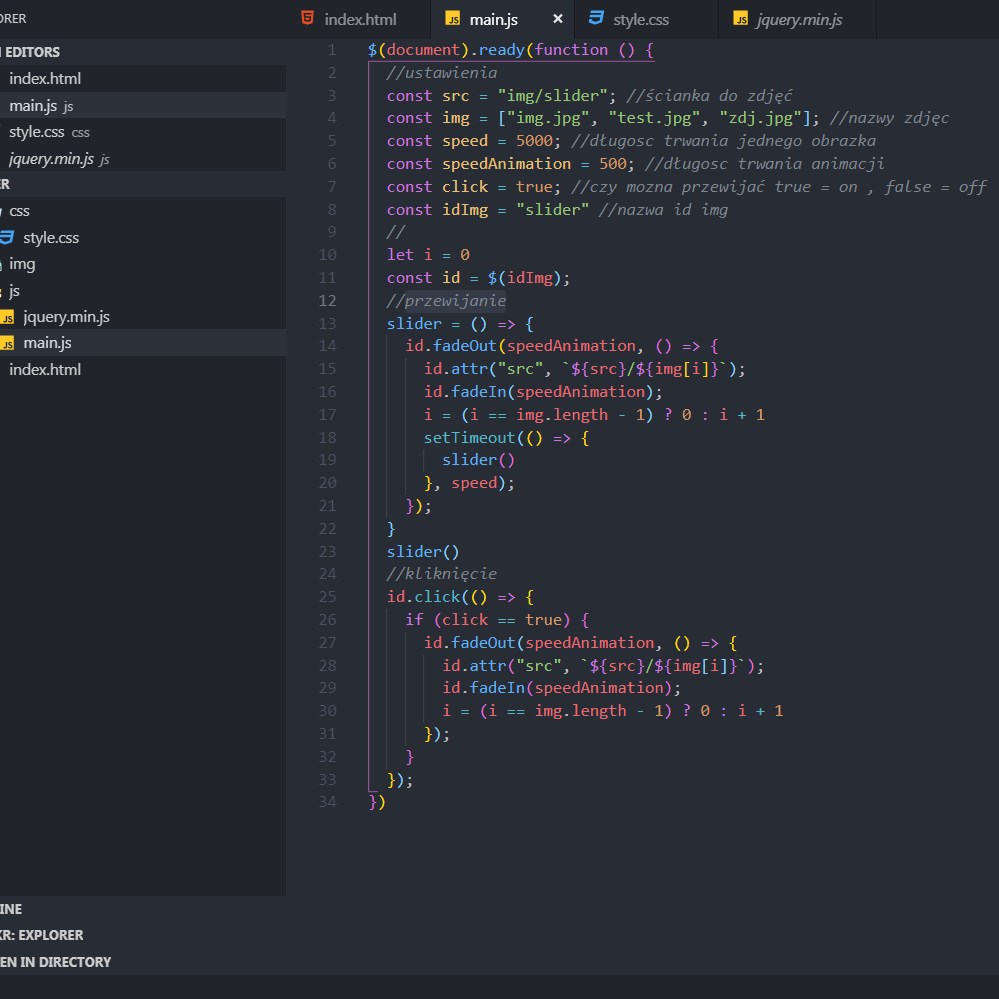 ORER
index.html
main.js
style.css
jquery.min.js
EDITORS
index.html
main.js js
style.css css
jquery.min.js js
ER
css
style.css
img
js
jquery.min.js
main.js
index.html
1 $(document).ready(function () {
2 //ustawienia
3 const src = "img/slider"; //ścianka do zdjęć
4 const img = ["img.jpg", "test.jpg", "zdj.jpg"]; //nazwy zdjęc
5 const speed = 5000; //długosc trwania jednego obrazka
6 const speedAnimation = 500; //długosc trwania animacji
7 const click = true; //czy mozna przewijać true = on , false = off
8 const idImg = "slider" //nazwa id img
9 //
10 let i = 0
11 const id = $(idImg);
12 //przewijanie
13 slider = () => {
14 id.fadeOut(speedAnimation, () => {
15 id.attr("src", `${src}/${img[i]}`);
16 id.fadeIn(speedAnimation);
17 i = (i == img.length - 1) ? 0 : i + 1
18 setTimeout(() => {
19 slider()
20 }, speed);
21 });
22 }
23 slider()
24 //kliknięcie
25 id.click(() => {
26 if (click == true) {
27 id.fadeOut(speedAnimation, () => {
28 id.attr("src", `${src}/${img[i]}`);
29 id.fadeIn(speedAnimation);
30 i = (i == img.length - 1) ? 0 : i + 1
31 });
32 }
33 });
34 })
INE
KR: EXPLORER
EN IN DIRECTORY